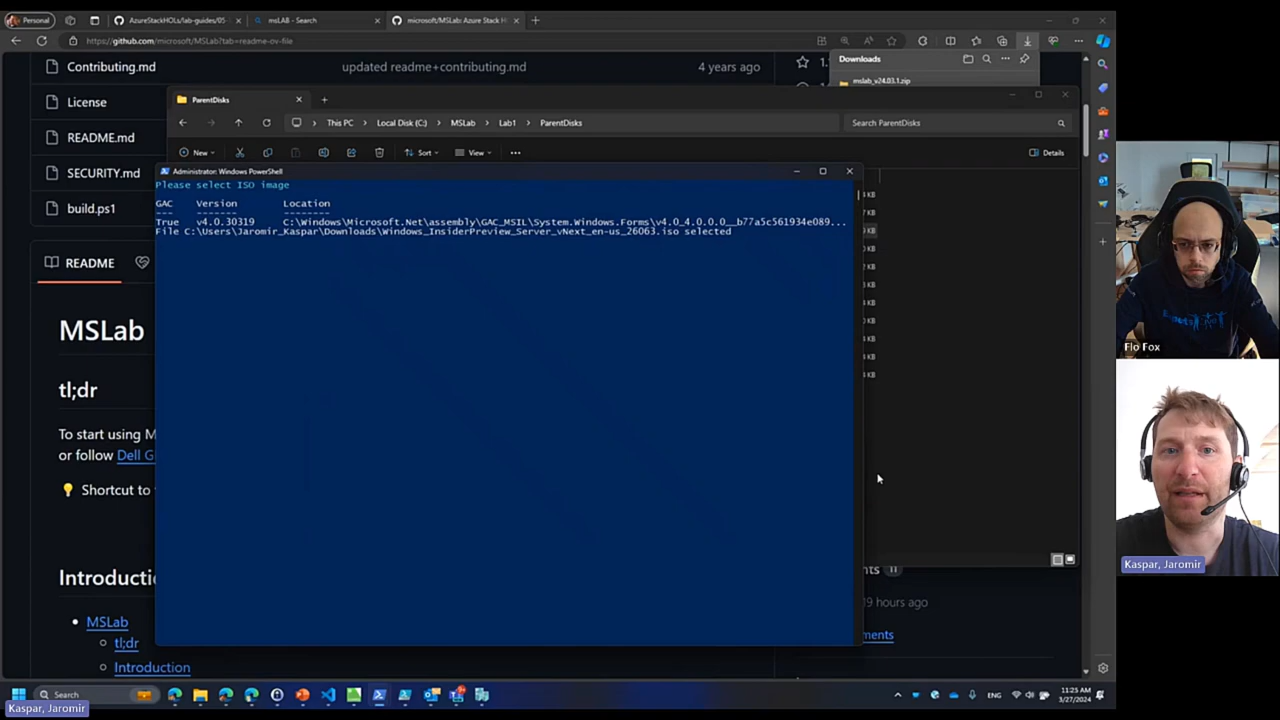 Personal
AzureStackHOLs/lab-guides/05-
msLAB - Search
microsoft/MSLab: Azure Stack H
https://github.com/microsoft/MSLab?tab=readme-ov-file
Contributing.md
updated readme+contributing.md
4 years ago
Downloads
mslab_v24.03.1.zip
License
README.md
SECURITY.md
build.ps1
ParentDisks
This PC
Local Disk (C:)
MSLab
Lab1
ParentDisks
Search ParentDisks
New
Sort
View
Details
Administrator: Windows PowerShell
Please select ISO image
GAC Version Location
--- ------- --------
True v4.0.30319 C:\Windows\Microsoft.Net\assembly\GAC_MSIL\System.Windows.Forms\v4.0_4.0.0.0__b77a5c561934e089...
File C:\Users\Jaromir_Kaspar\Downloads\Windows_InsiderPreview_Server_vNext_en-us_26063.iso selected
README
MSLab
tl;dr
To start using M
or follow Dell G
Shortcut to
Introductio
MSLab
tl;dr
Introduction
nts 11
19 hours ago
ments
Flo Fox
Kaspar, Jaromir
Search
ENG
11:25 AM
3/27/2024
Kaspar, Jaromir